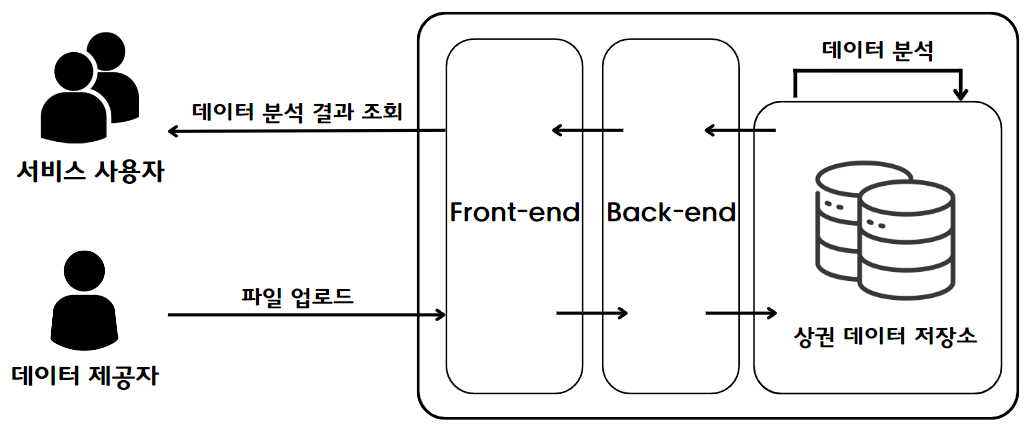 데이터 분석
데이터 분석 결과 조회
서비스 사용자
Front-end
Back-end
파일 업로드
상권 데이터 저장소
데이터 제공자